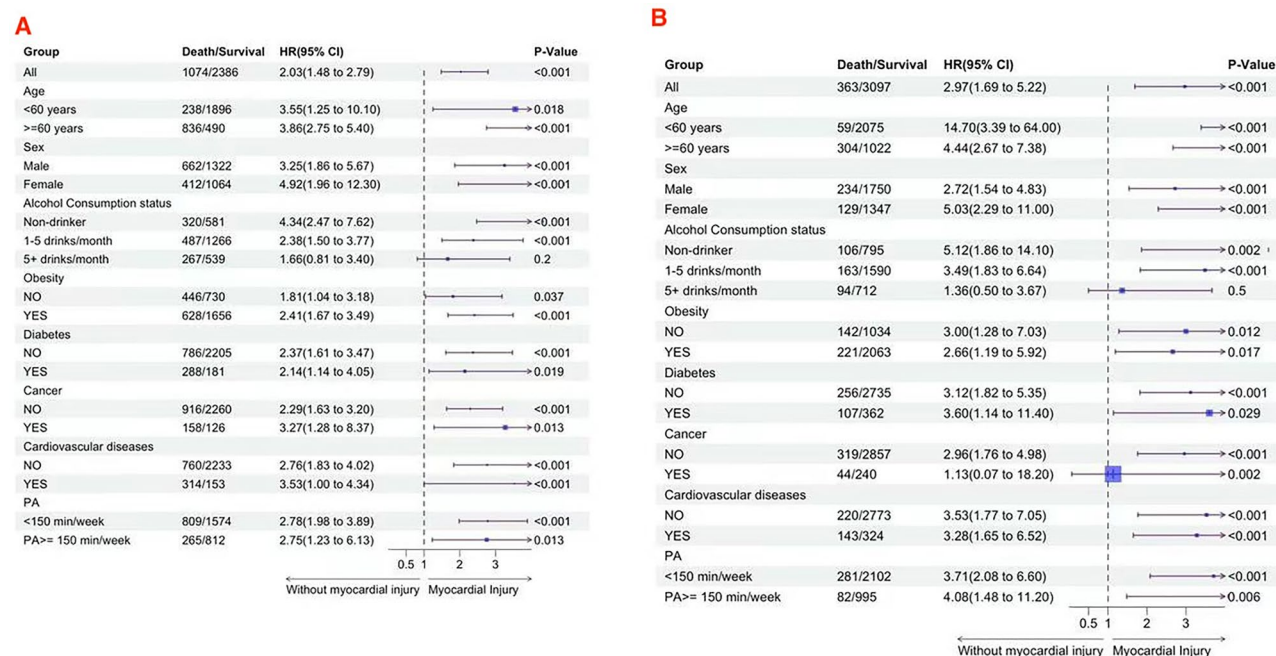 A
Group Death/Survival HR(95% CI) P-Value
All 1074/2386 2.03(1.48 to 2.79) <0.001
Age
<60 years 238/1896 3.55(1.25 to 10.10) 0.018
>=60 years 836/490 3.86(2.75 to 5.40) <0.001
Sex
Male 662/1322 3.25(1.86 to 5.67) <0.001
Female 412/1064 4.92(1.96 to 12.30) <0.001
Alcohol Consumption status
Non-drinker 320/581 4.34(2.47 to 7.62) <0.001
1-5 drinks/month 487/1266 2.38(1.50 to 3.77) <0.001
5+ drinks/month 267/539 1.66(0.81 to 3.40) 0.2
Obesity
NO 446/730 1.81(1.04 to 3.18) 0.037
YES 628/1656 2.41(1.67 to 3.49) <0.001
Diabetes
NO 786/2205 2.37(1.61 to 3.47) <0.001
YES 288/181 2.14(1.14 to 4.05) 0.019
Cancer
NO 916/2260 2.29(1.63 to 3.20) <0.001
YES 158/126 3.27(1.28 to 8.37) 0.013
Cardiovascular diseases
NO 760/2233 2.76(1.83 to 4.02) <0.001
YES 314/153 3.53(1.00 to 4.34) <0.001
PA
<150 min/week 809/1574 2.78(1.98 to 3.89) <0.001
PA>= 150 min/week 265/812 2.75(1.23 to 6.13) 0.013
0.5 1 2 3
Without myocardial injury Myocardial Injury
B
Group Death/Survival HR(95% CI) P-Value
All 363/3097 2.97(1.69 to 5.22) <0.001
Age
<60 years 59/2075 14.70(3.39 to 64.00) <0.001
>=60 years 304/1022 4.44(2.67 to 7.38) <0.001
Sex
Male 234/1750 2.72(1.54 to 4.83) <0.001
Female 129/1347 5.03(2.29 to 11.00) <0.001
Alcohol Consumption status
Non-drinker 106/795 5.12(1.86 to 14.10) 0.002
1-5 drinks/month 163/1590 3.49(1.83 to 6.64) <0.001
5+ drinks/month 94/712 1.36(0.50 to 3.67) 0.5
Obesity
NO 142/1034 3.00(1.28 to 7.03) 0.012
YES 221/2063 2.66(1.19 to 5.92) 0.017
Diabetes
NO 256/2735 3.12(1.82 to 5.35) <0.001
YES 107/362 3.60(1.14 to 11.40) 0.029
Cancer
NO 319/2857 2.96(1.76 to 4.98) <0.001
YES 44/240 1.13(0.07 to 18.20) 0.002
Cardiovascular diseases
NO 220/2773 3.53(1.77 to 7.05) <0.001
YES 143/324 3.28(1.65 to 6.52) <0.001
PA
<150 min/week 281/2102 3.71(2.08 to 6.60) <0.001
PA>= 150 min/week 82/995 4.08(1.48 to 11.20) 0.006
0.5 1 2 3
Without myocardial injury Myocardial Injury